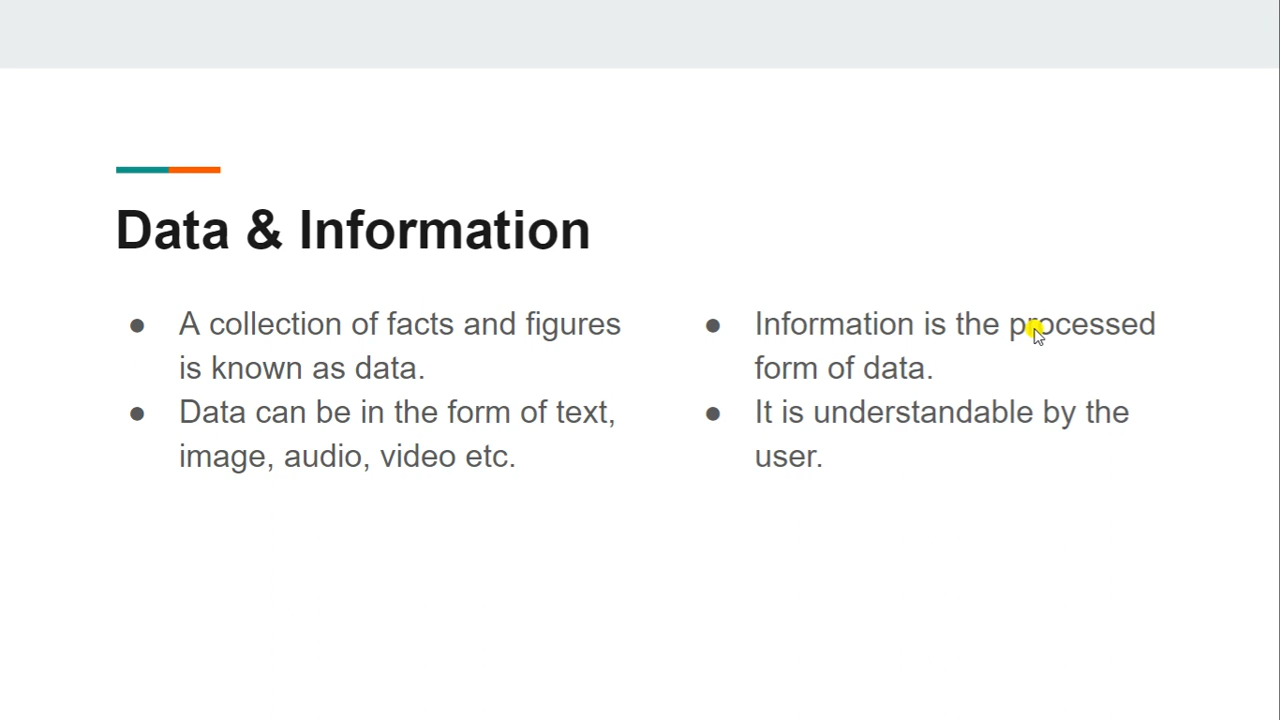 Data & Information
● A collection of facts and figures
is known as data.
● Data can be in the form of text,
image, audio, video etc.
● Information is the processed
form of data.
● It is understandable by the
user.